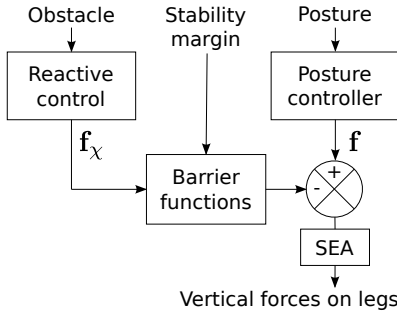 Obstacle
Stability
margin
Posture
Reactive
control
Posture
controller
fχ
f
Barrier
functions
+
-
SEA
Vertical forces on legs